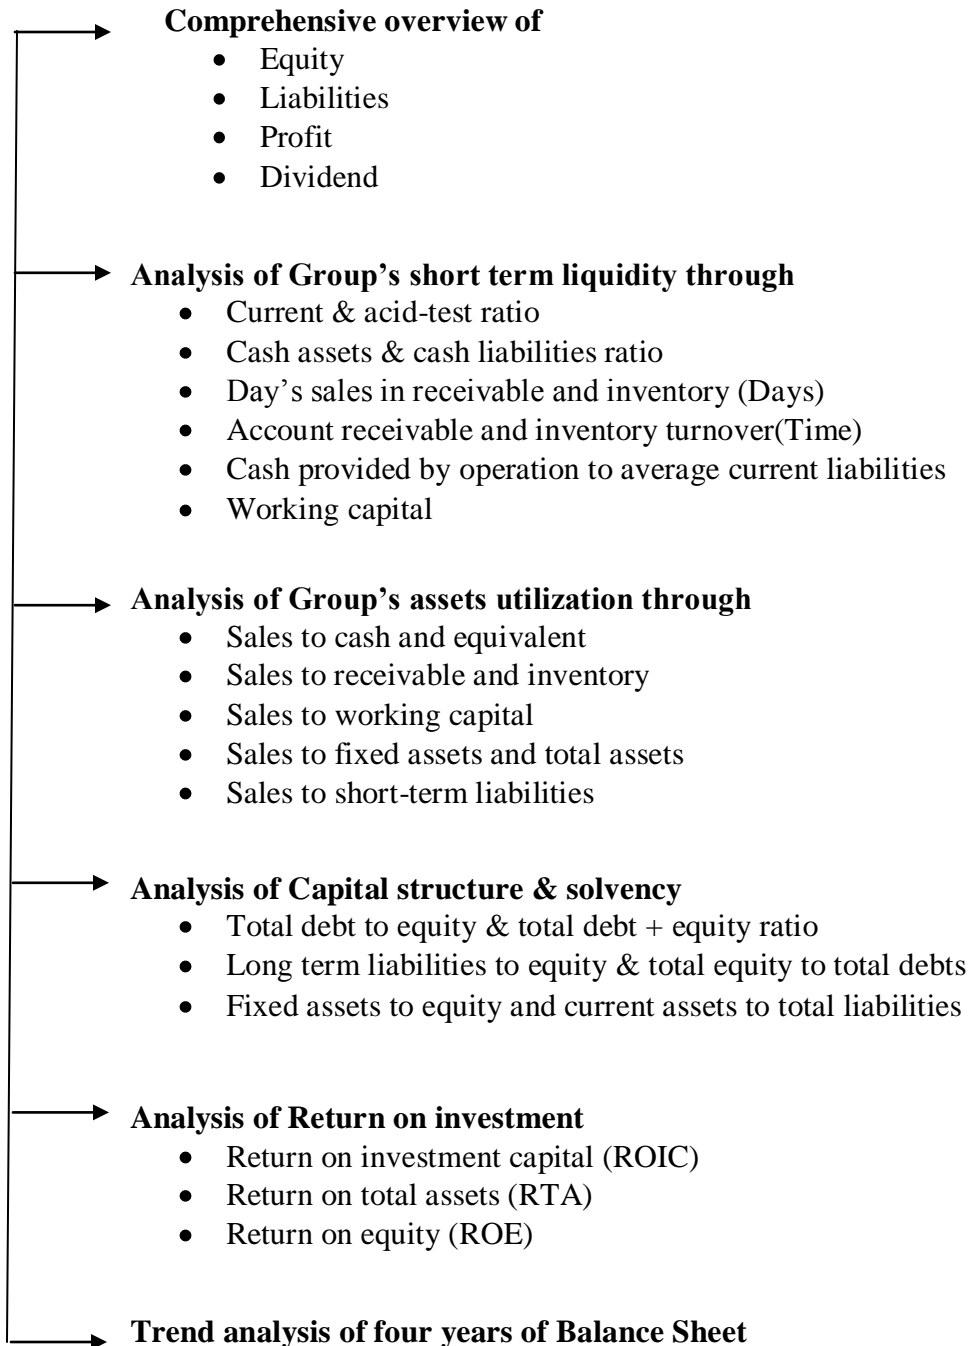 Comprehensive overview of
• Equity
• Liabilities
• Profit
• Dividend
Analysis of Group’s short term liquidity through
• Current & acid-test ratio
• Cash assets & cash liabilities ratio
• Day’s sales in receivable and inventory (Days)
• Account receivable and inventory turnover(Time)
• Cash provided by operation to average current liabilities
• Working capital
Analysis of Group’s assets utilization through
• Sales to cash and equivalent
• Sales to receivable and inventory
• Sales to working capital
• Sales to fixed assets and total assets
• Sales to short-term liabilities
Analysis of Capital structure & solvency
• Total debt to equity & total debt + equity ratio
• Long term liabilities to equity & total equity to total debts
• Fixed assets to equity and current assets to total liabilities
Analysis of Return on investment
• Return on investment capital (ROIC)
• Return on total assets (RTA)
• Return on equity (ROE)
Trend analysis of four years of Balance Sheet